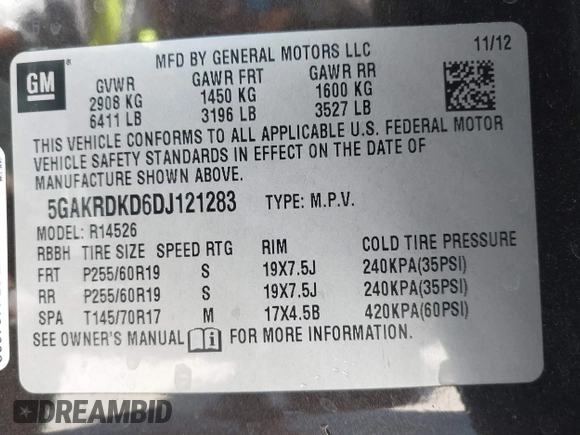 GM ®
MFD BY GENERAL MOTORS LLC 11/12
GVWR GAWR FRT GAWR RR
2908 KG 1450 KG 1600 KG
6411 LB 3196 LB 3527 LB
THIS VEHICLE CONFORMS TO ALL APPLICABLE U.S. FEDERAL MOTOR
VEHICLE SAFETY STANDARDS IN EFFECT ON THE DATE OF
MANUFACTURE SHOWN ABOVE.
5GAKRDKD6DJ121283 TYPE: M.P.V.
MODEL: R14526
RBBH TIRE SIZE SPEED RTG RIM COLD TIRE PRESSURE
FRT P255/60R19 S 19X7.5J 240KPA(35PSI)
RR P255/60R19 S 19X7.5J 240KPA(35PSI)
SPA T145/70R17 M 17X4.5B 420KPA(60PSI)
SEE OWNER'S MANUAL i FOR MORE INFORMATION.
DREAMBID